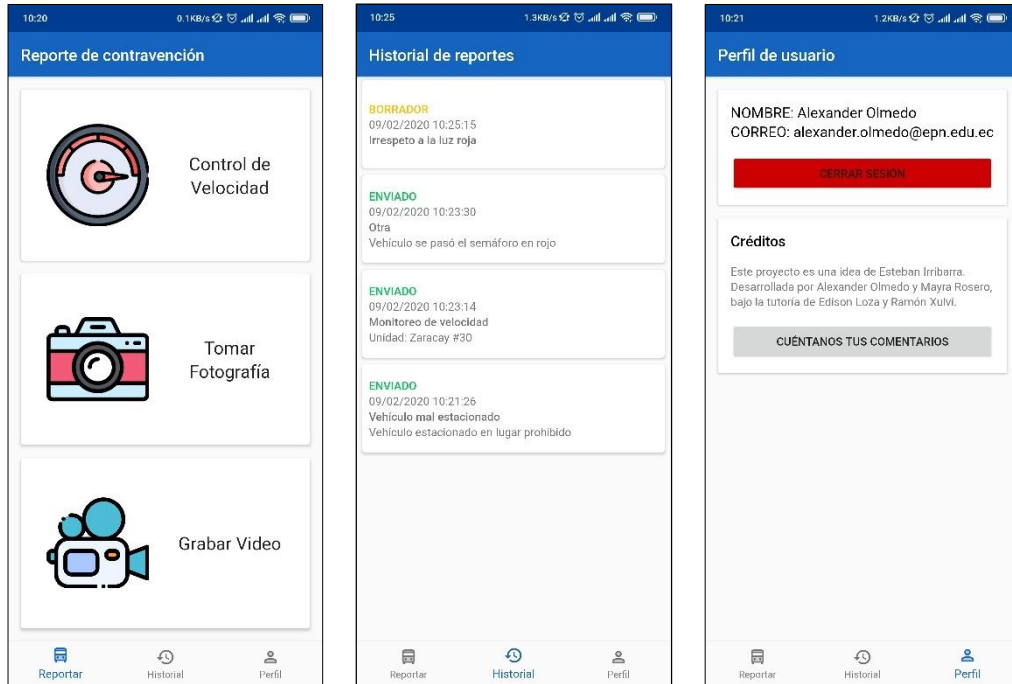 10:20 0.1KB/s
Reporte de contravención
Control de
Velocidad
Tomar
Fotografía
Grabar Video
Reportar Historial Perfil
10:25 1.3KB/s
Historial de reportes
BORRADOR
09/02/2020 10:25:15
Irrespeto a la luz roja
ENVIADO
09/02/2020 10:23:30
Otra
Vehículo se pasó el semáforo en rojo
ENVIADO
09/02/2020 10:23:14
Monitoreo de velocidad
Unidad: Zaracay #30
ENVIADO
09/02/2020 10:21:26
Vehículo mal estacionado
Vehículo estacionado en lugar prohibido
Reportar Historial Perfil
10:21 1.2KB/s
Perfil de usuario
NOMBRE: Alexander Olmedo
CORREO: alexander.olmedo@epn.edu.ec
CERRAR SESIÓN
Créditos
Este proyecto es una idea de Esteban Irribarra.
Desarrollada por Alexander Olmedo y Mayra Rosero,
bajo la tutoría de Edison Loza y Ramón Xulvi.
CUÉNTANOS TUS COMENTARIOS
Reportar Historial Perfil